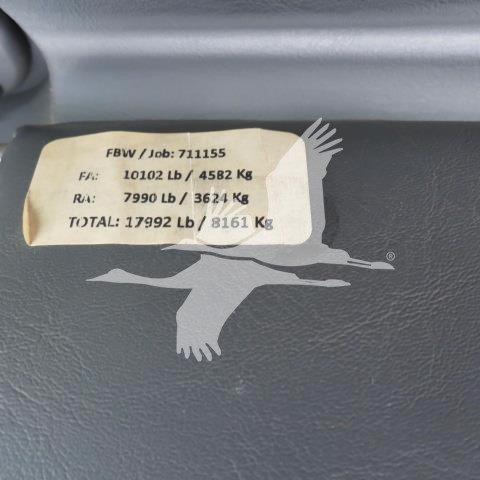 FBW / Job: 711155
FA: 10102 Lb / 4582 Kg
RA: 7990 Lb / 3624 Kg
TOTAL: 17992 Lb / 8161 Kg
®